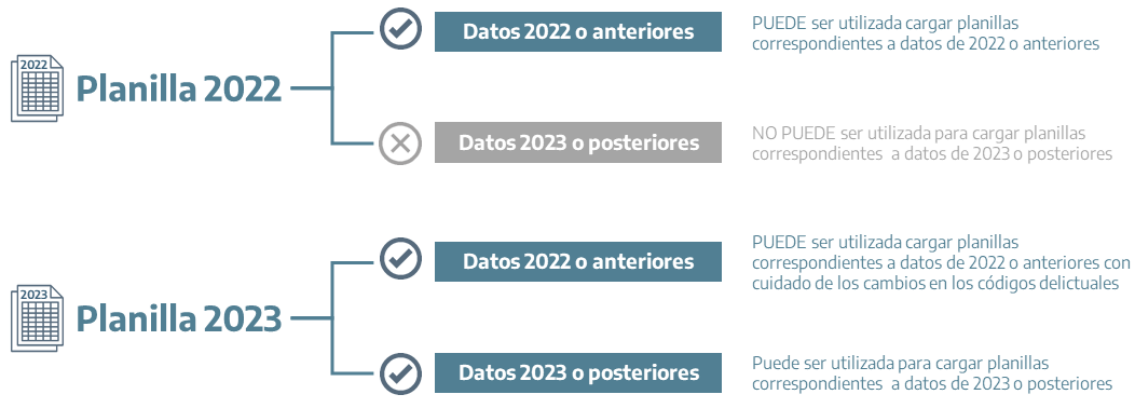 2022
Planilla 2022
Datos 2022 o anteriores
PUEDE ser utilizada cargar planillas
correspondientes a datos de 2022 o anteriores
Datos 2023 o posteriores
NO PUEDE ser utilizada para cargar planillas
correspondientes a datos de 2023 o posteriores
2023
Planilla 2023
Datos 2022 o anteriores
PUEDE ser utilizada cargar planillas
correspondientes a datos de 2022 o anteriores con
cuidado de los cambios en los códigos delictuales
Datos 2023 o posteriores
Puede ser utilizada para cargar planillas
correspondientes a datos de 2023 o posteriores